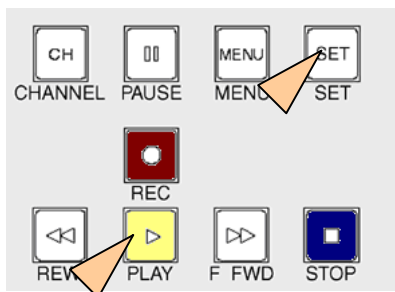 CH
MENU
SET
CHANNEL PAUSE MENU SET
REC
REW PLAY F FWD STOP